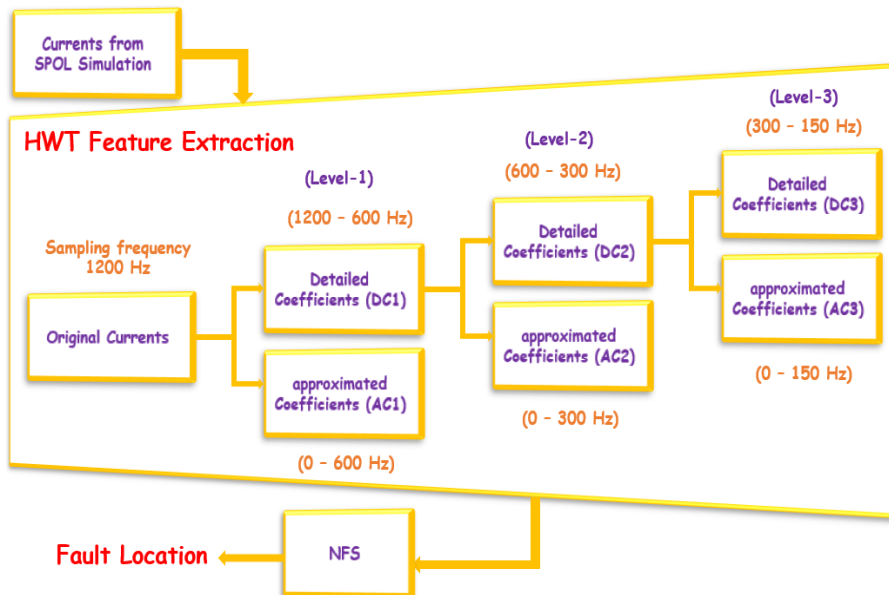 Currents from
SPOL Simulation
HWT Feature Extraction
(Level-1)
(1200 – 600 Hz)
(Level-2)
(600 – 300 Hz)
(Level-3)
(300 – 150 Hz)
Sampling frequency
1200 Hz
Original Currents
Detailed
Coefficients (DC1)
approximated
Coefficients (AC1)
(0 – 600 Hz)
Detailed
Coefficients (DC2)
approximated
Coefficients (AC2)
(0 – 300 Hz)
Detailed
Coefficients (DC3)
approximated
Coefficients (AC3)
(0 – 150 Hz)
Fault Location
NFS